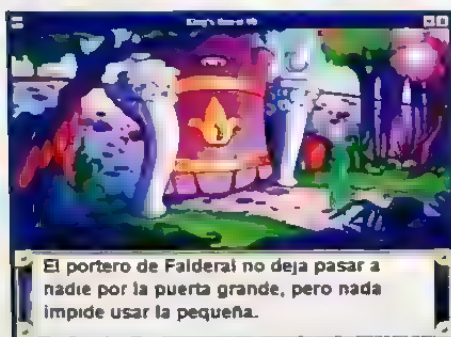 El portero de Falderal no deja pasar a
nadie por la puerta grande, pero nada
impide usar la pequeña.